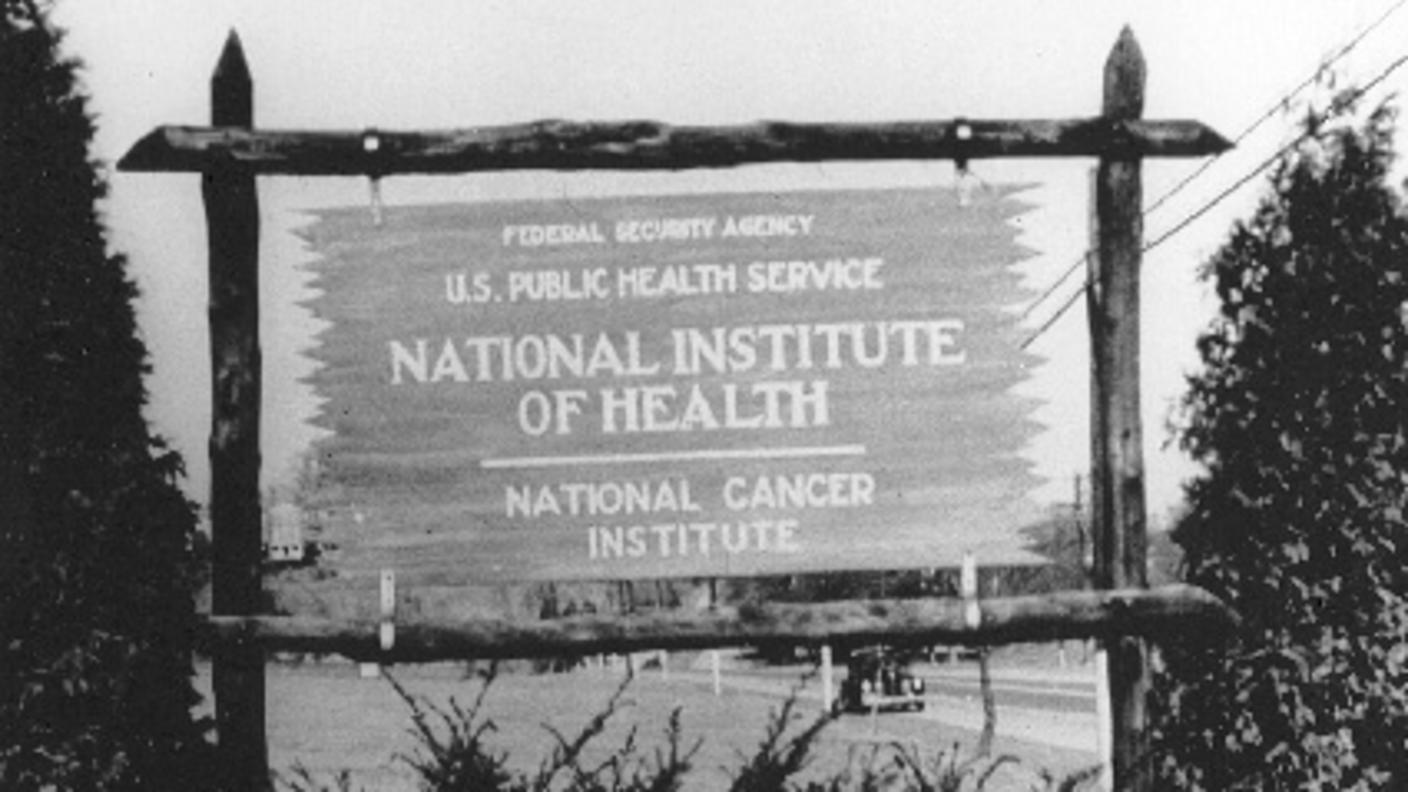 FEDERAL SECURITY AGENCY
U.S. PUBLIC HEALTH SERVICE
NATIONAL INSTITUTE
OF HEALTH
NATIONAL CANCER
INSTITUTE